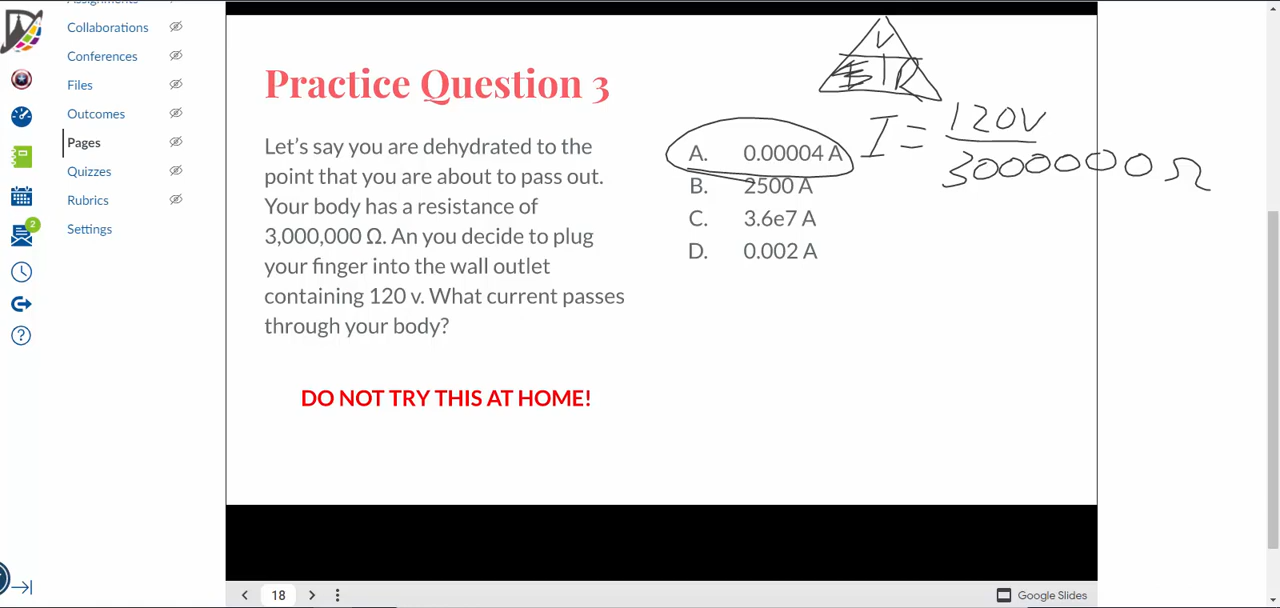 Collaborations
Conferences
Files
Outcomes
Pages
Quizzes
Rubrics
Settings
2
Practice Question 3
Let's say you are dehydrated to the
point that you are about to pass out.
Your body has a resistance of
3,000,000 Ω. An you decide to plug
your finger into the wall outlet
containing 120 v. What current passes
through your body?
DO NOT TRY THIS AT HOME!
A. 0.00004 A
B. 2500 A
C. 3.6e7 A
D. 0.002 A
V
I R
I = 120V
3000000 Ω
18
Google Slides